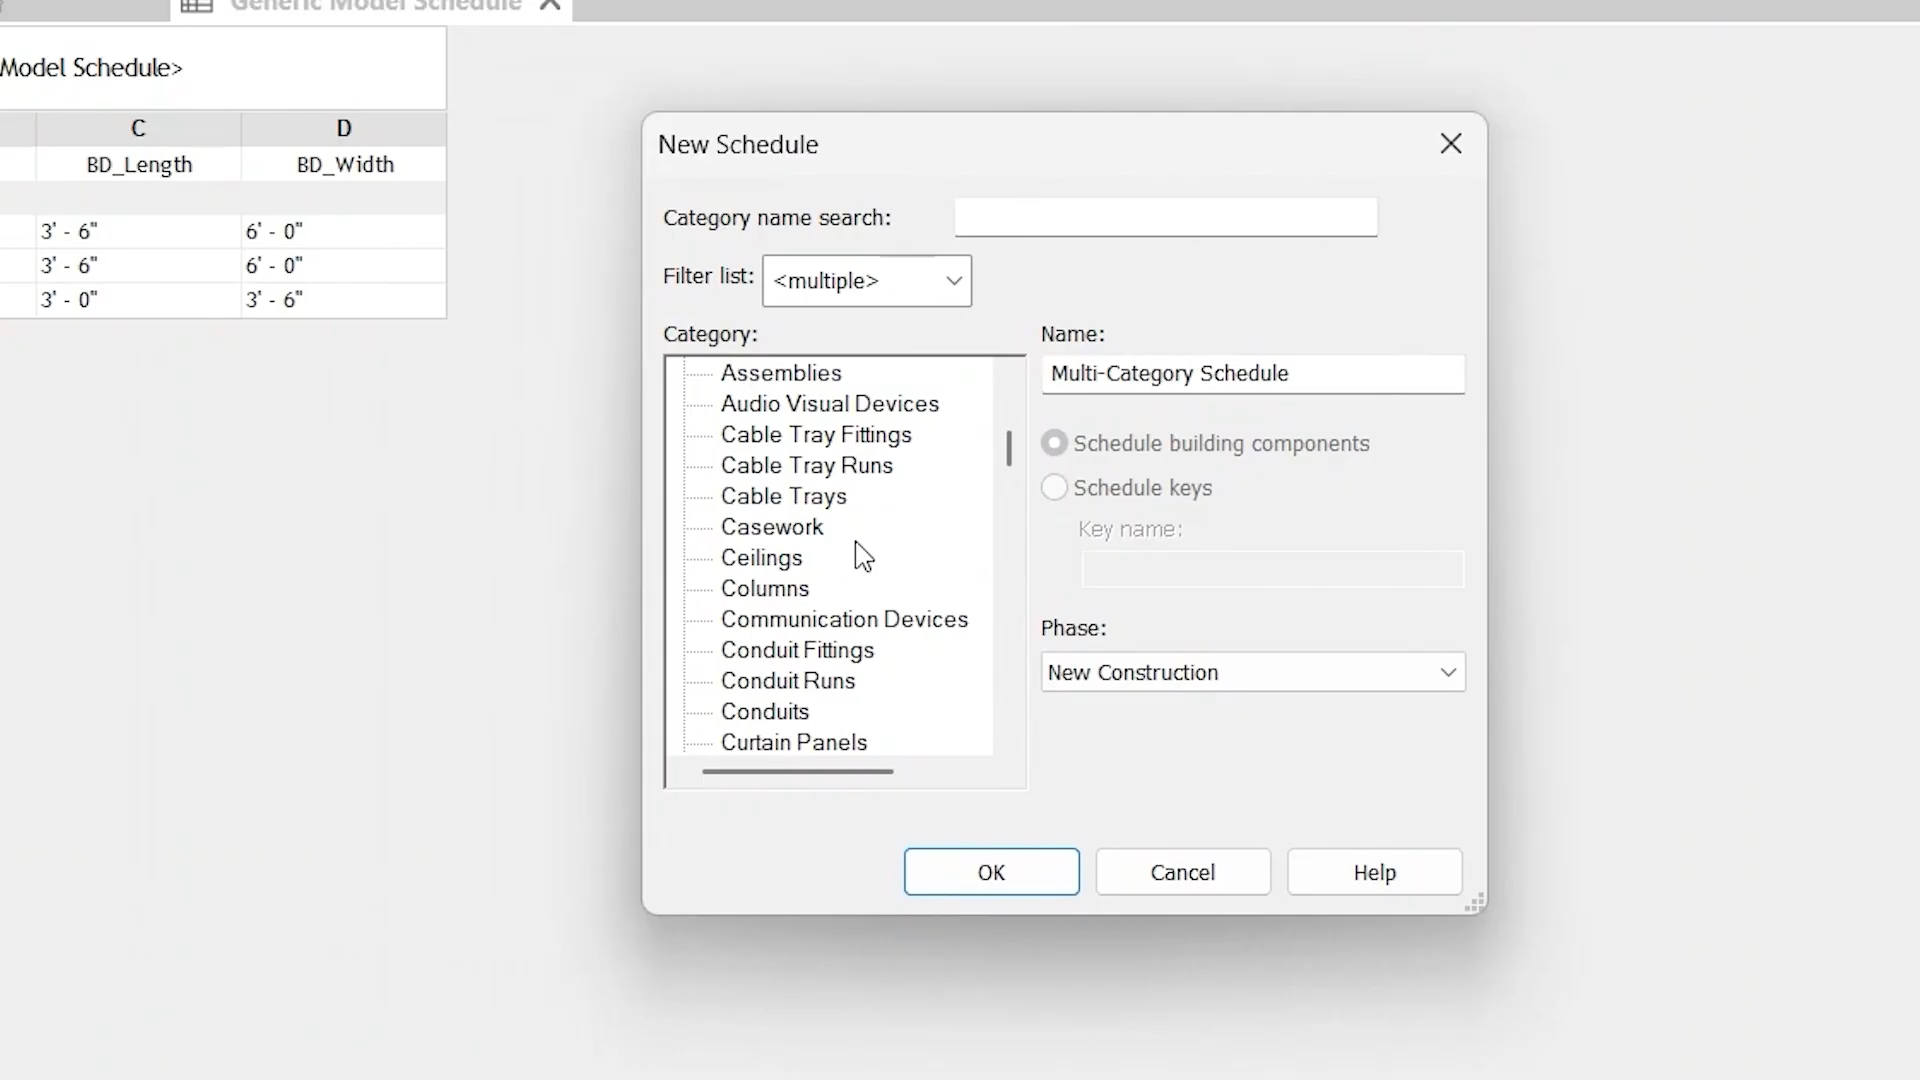 Generic Model Schedule
Model Schedule>
C D
BD_Length BD_Width
3' - 6" 6' - 0"
3' - 6" 6' - 0"
3' - 0" 3' - 6"
New Schedule
Category name search:
Filter list: <multiple>
Category:
Assemblies
Audio Visual Devices
Cable Tray Fittings
Cable Tray Runs
Cable Trays
Casework
Ceilings
Columns
Communication Devices
Conduit Fittings
Conduit Runs
Conduits
Curtain Panels
Name:
Multi-Category Schedule
Schedule building components
Schedule keys
Key name:
Phase:
New Construction
OK Cancel Help